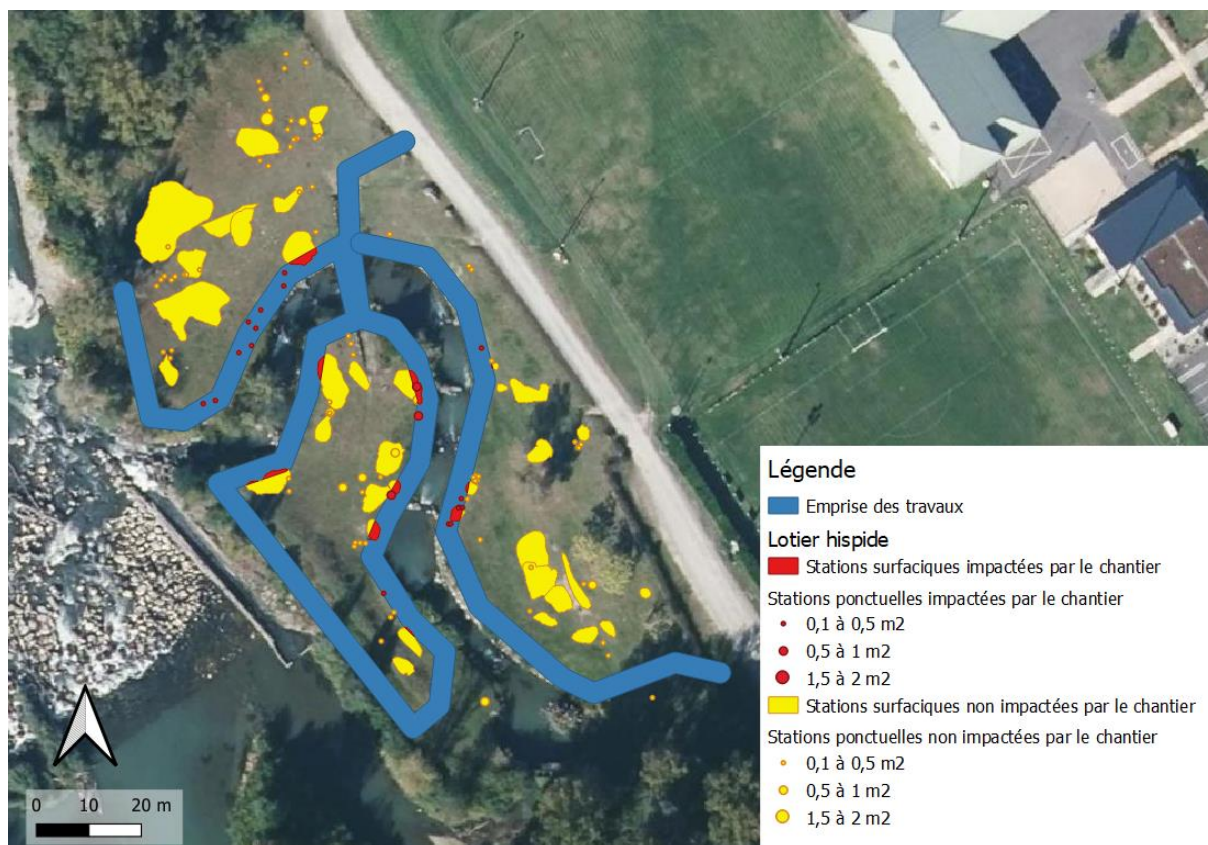 Légende
Emprise des travaux
Lotier hispide
Stations surfaciques impactées par le chantier
Stations ponctuelles impactées par le chantier
0,1 à 0,5 m2
0,5 à 1 m2
1,5 à 2 m2
Stations surfaciques non impactées par le chantier
Stations ponctuelles non impactées par le chantier
0,1 à 0,5 m2
0,5 à 1 m2
1,5 à 2 m2
0 10 20 m